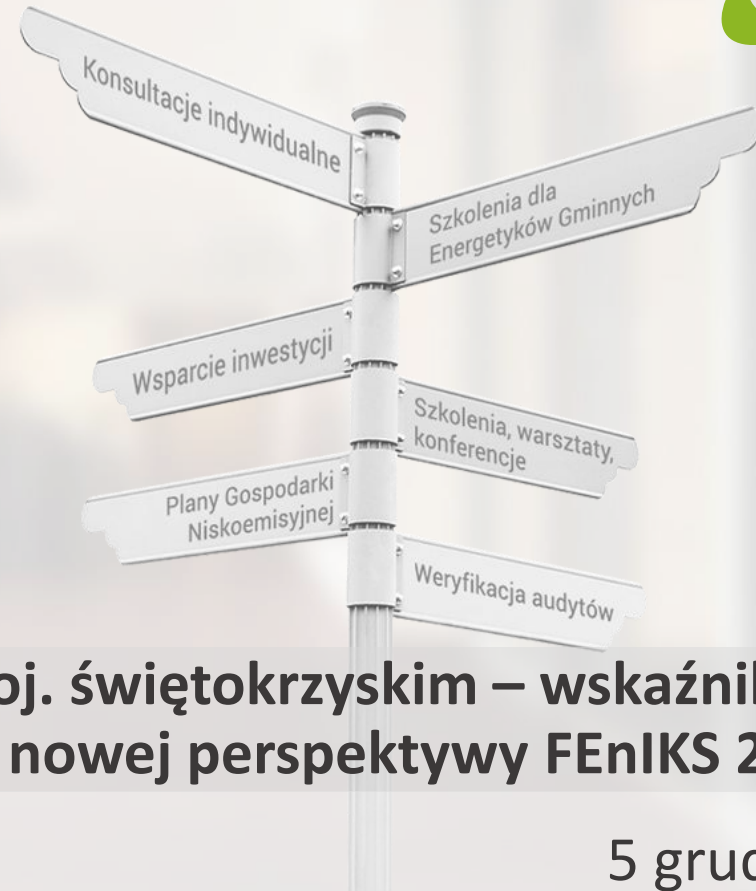 Konsultacje indywidualne
Szkolenia dla
Energetyków Gminnych
Wsparcie inwestycji
Szkolenia, warsztaty,
konferencje
Plany Gospodarki
Niskoemisyjnej
Weryfikacja audytów
oj. świętokrzyskim – wskaźnil
nowej perspektywy FEnIKS 2
5 gruc